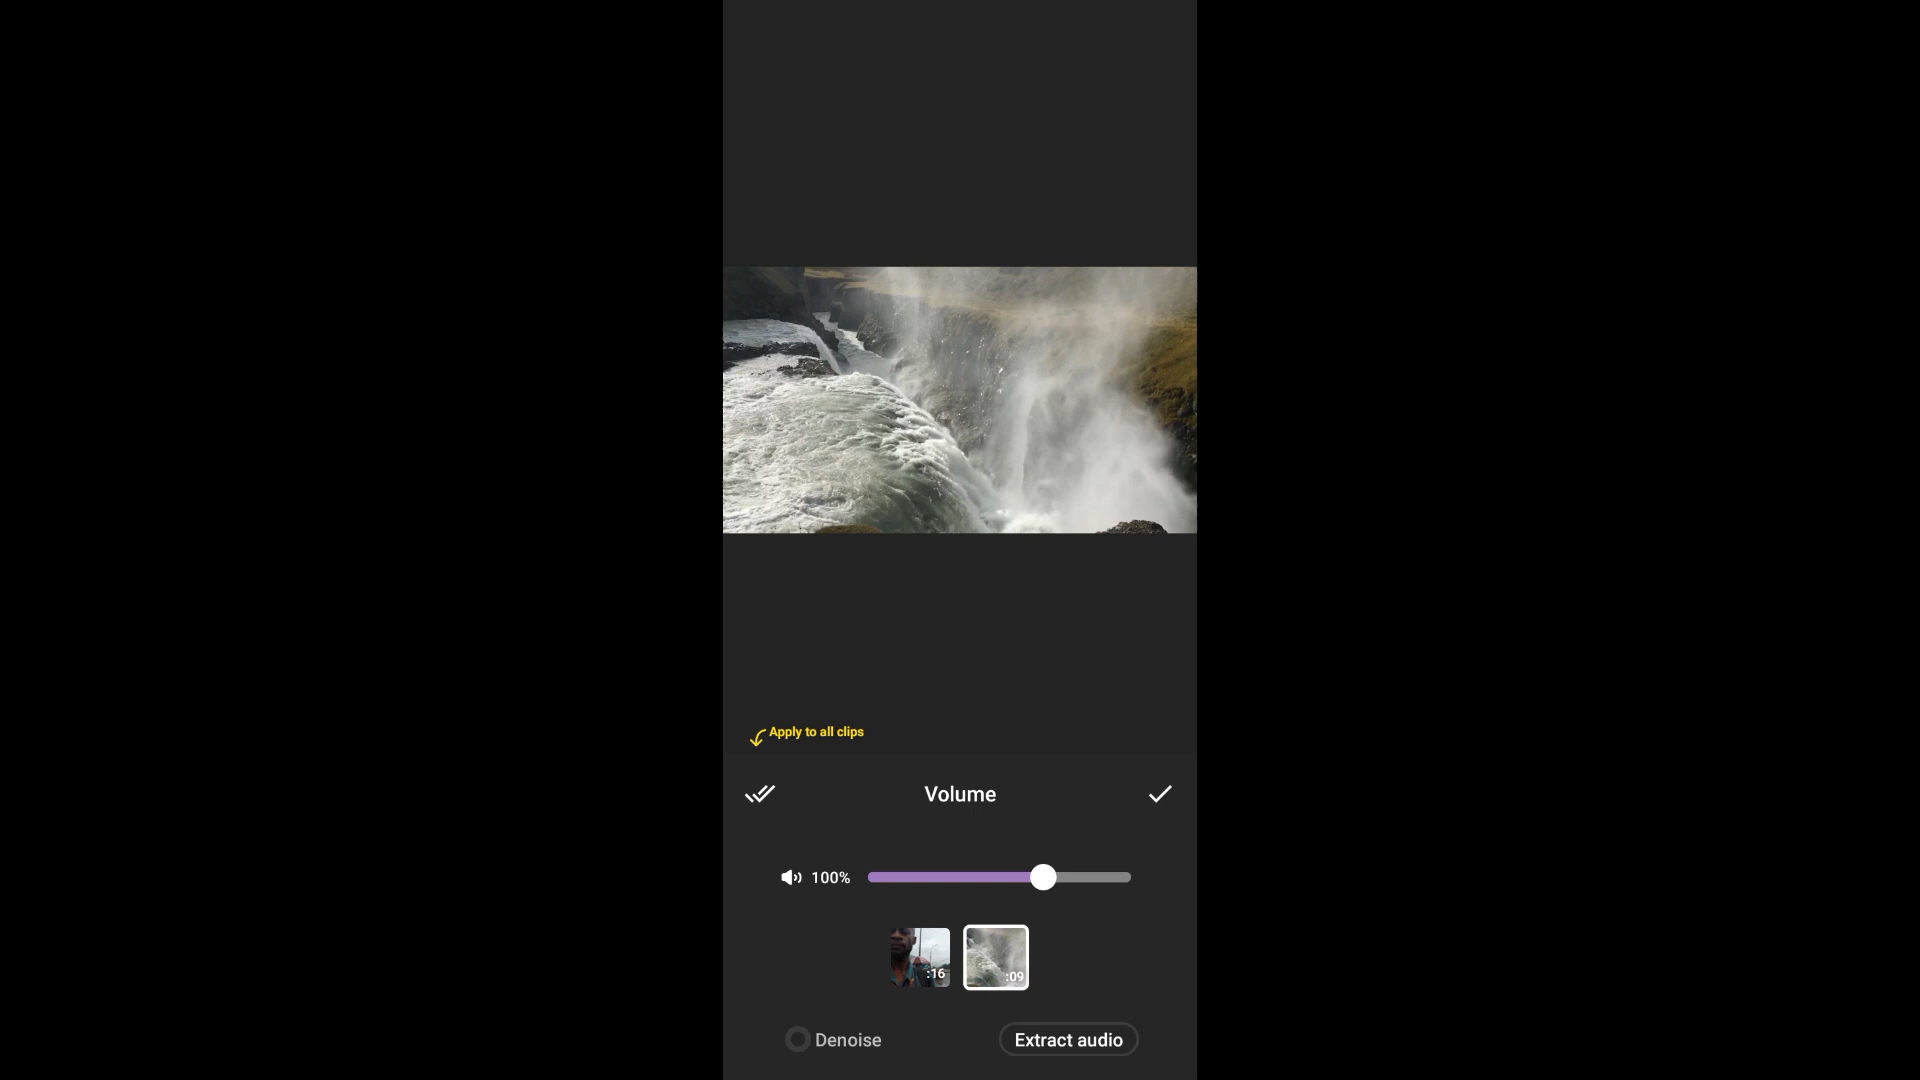 Apply to all clips
Volume
100%
:16
:09
Denoise
Extract audio